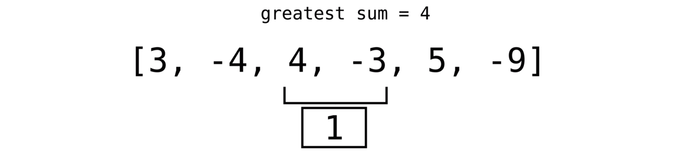 greatest sum = 4
[3, -4, 4, -3, 5, -9]
1